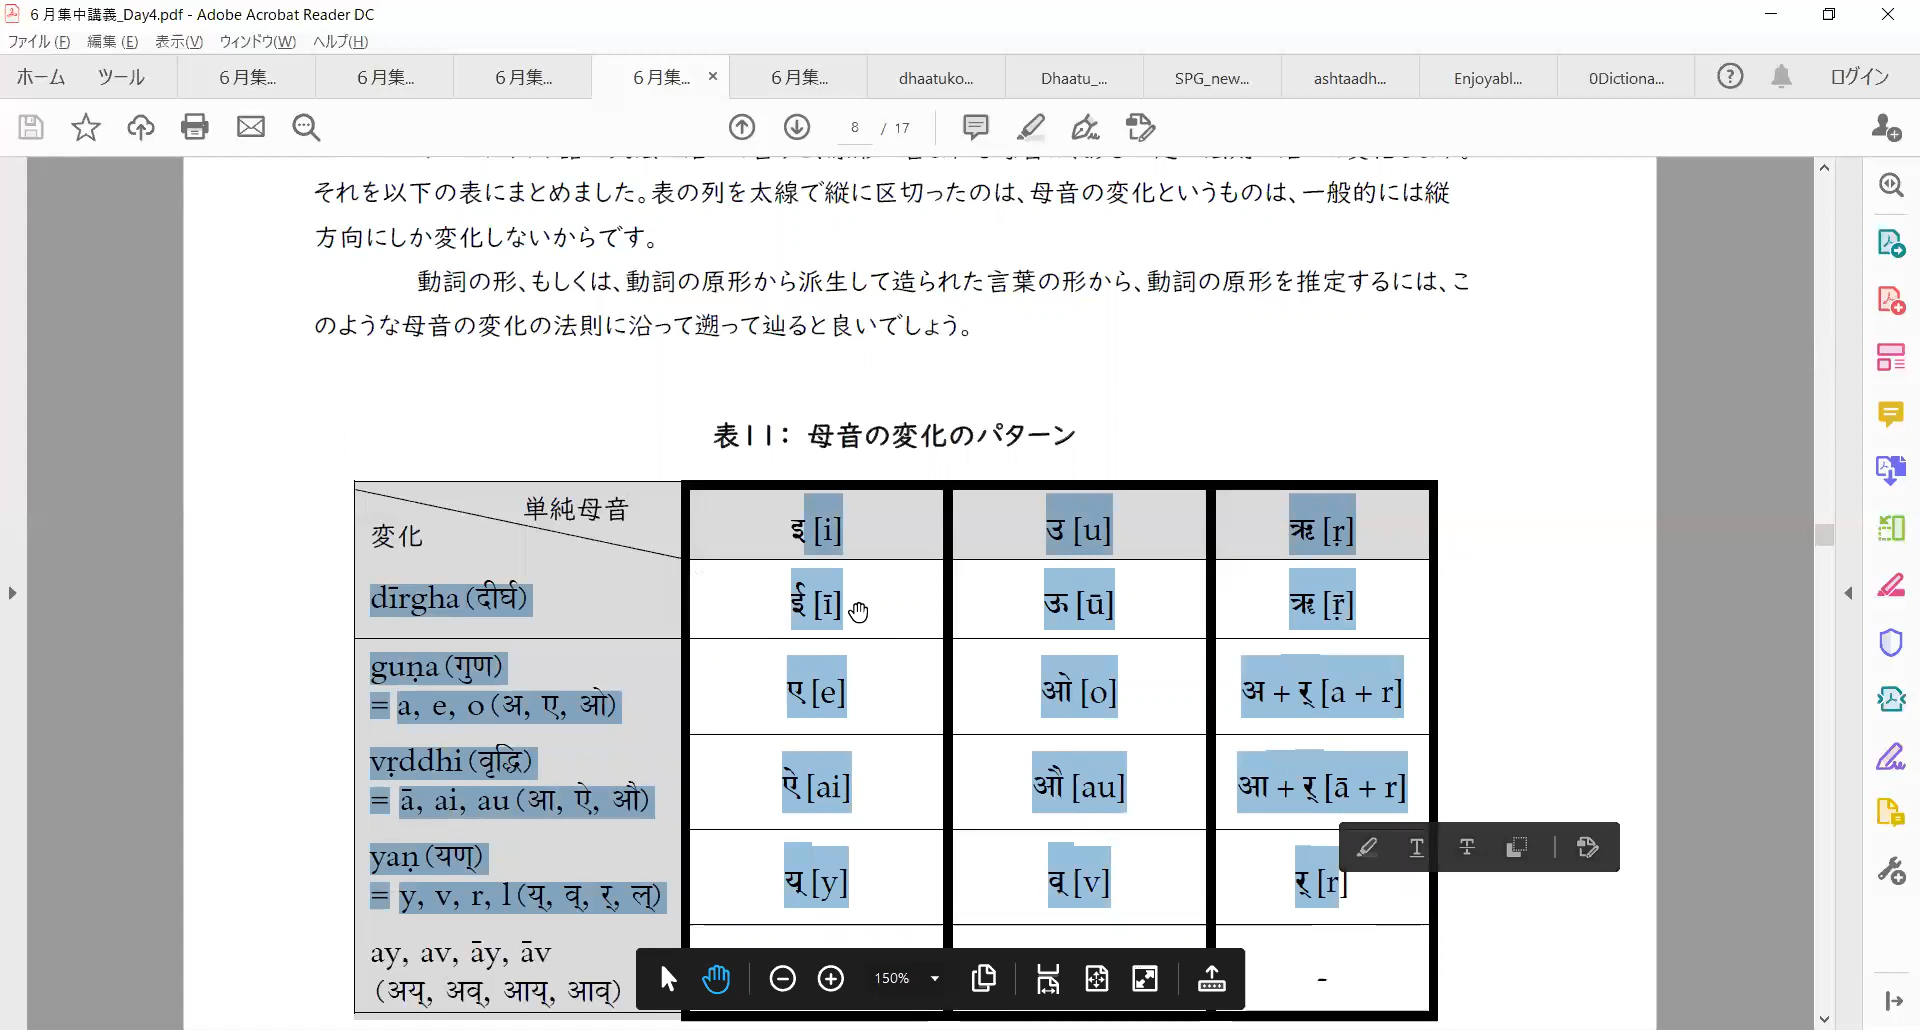 6月集中講義_Day4.pdf - Adobe Acrobat Reader DC
ファイル(F) 編集(E) 表示(V) ウィンドウ(W) ヘルプ(H)
ホーム ツール 6月集... 6月集... 6月集... 6月集... × 6月集... dhaatuko... Dhaatu_... SPG_new... ashtaadh... Enjoyabl... 0Dictiona... ログイン
8 / 17
それを以下の表にまとめました。表の列を太線で縦に区切ったのは、母音の変化というものは、一般的には縦
方向にしか変化しないからです。
動詞の形、もしくは、動詞の原形から派生して造られた言葉の形から、動詞の原形を推定するには、こ
のような母音の変化の法則に沿って遡って辿ると良いでしょう。
表11: 母音の変化のパターン
単純母音
変化
इ [i] उ [u] ऋ [ṛ]
dīrgha (दीर्घ) ई [ī] ऊ [ū] ॠ [ṝ]
guṇa (गुण)
= a, e, o (अ, ए, ओ) ए [e] ओ [o] अ + र् [a + r]
vṛddhi (वृद्धि)
= ā, ai, au (आ, ऐ, औ) ऐ [ai] औ [au] आ + र् [ā + r]
yaṇ (यण्)
= y, v, r, l (य्, व्, र्, ल्) य् [y] व् [v] र् [r]
ay, av, āy, āv
(अय्, अव्, आय्, आव्) -
150%